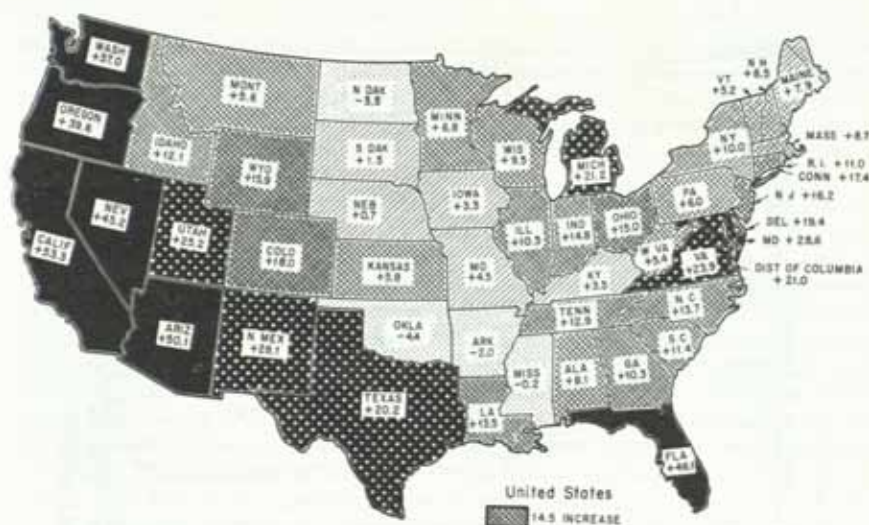 WASH
+37.0
OREGON
+39.6
CALIF
+53.3
NEV
+45.2
IDAHO
+12.1
MONT
+5.6
WYO
+15.9
UTAH
+25.2
COLO
+18.0
ARIZ
+50.1
N MEX
+28.1
N DAK
S DAK
+1.5
NEB
+0.7
KANSAS
+5.8
OKLA
-4.4
TEXAS
+20.2
MINN
+6.8
IOWA
+3.3
MO
+4.5
ARK
-2.0
LA
+13.5
WIS
+9.5
ILL
+10.3
MICH
+21.2
IND
+14.8
OHIO
+15.0
KY
+3.5
TENN
+12.9
MISS
-0.2
ALA
+8.1
GA
+10.3
FLA
+46.1
S C
+11.4
N C
+13.7
VA
+23.9
W VA
+5.4
PA
+6.0
NY
+10.0
VT
+5.2
N H
+8.5
MAINE
+7.9
MASS +8.7
R.I. +11.0
CONN +17.4
N J +16.2
DEL +19.4
MD +28.6
DIST OF COLUMBIA
+21.0
United States
14.5 INCREASE